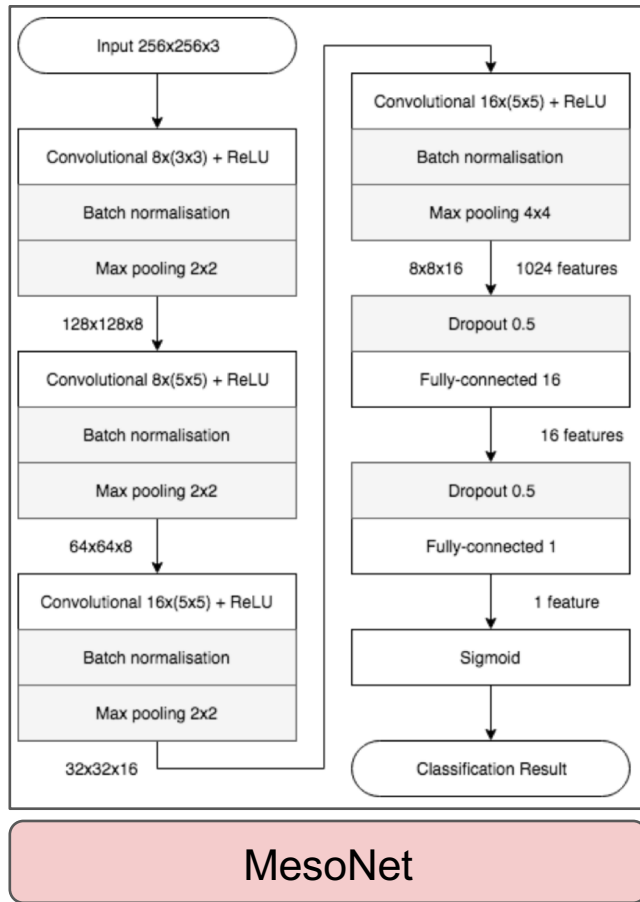 Input 256x256x3
Convolutional 8x(3x3) + ReLU
Batch normalisation
Max pooling 2x2
128x128x8
Convolutional 8x(5x5) + ReLU
Batch normalisation
Max pooling 2x2
64x64x8
Convolutional 16x(5x5) + ReLU
Batch normalisation
Max pooling 2x2
32x32x16
Convolutional 16x(5x5) + ReLU
Batch normalisation
Max pooling 4x4
8x8x16 1024 features
Dropout 0.5
Fully-connected 16
16 features
Dropout 0.5
Fully-connected 1
1 feature
Sigmoid
Classification Result
MesoNet